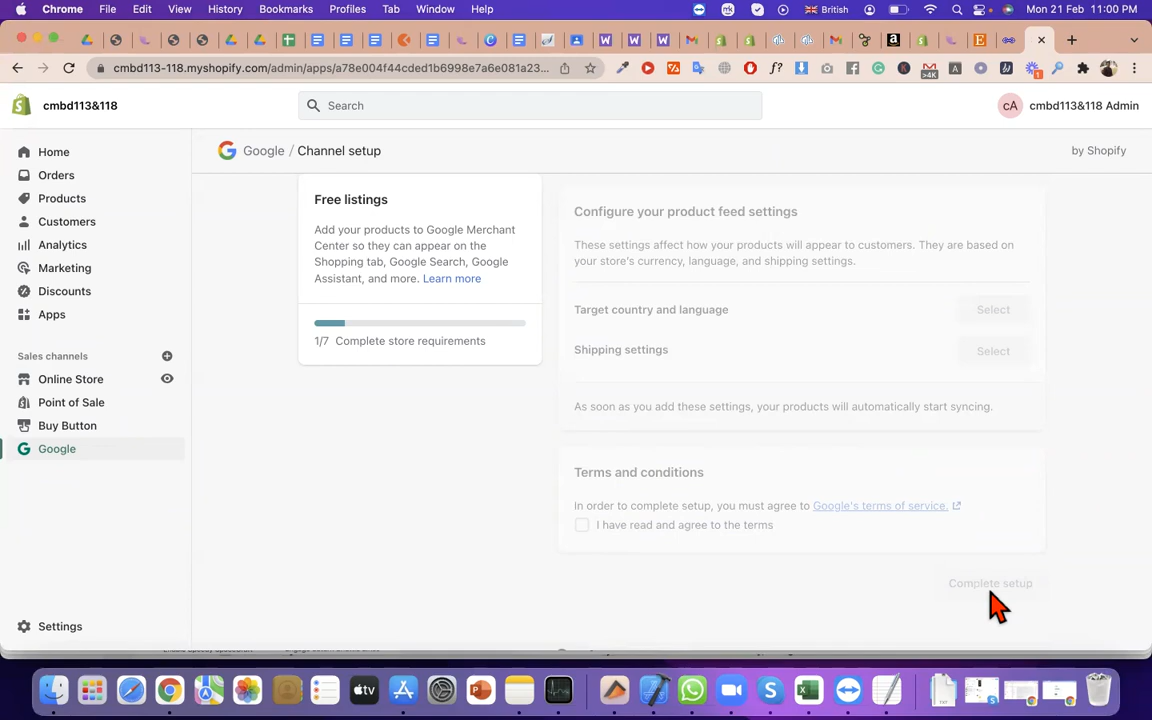 Chrome File Edit View History Bookmarks Profiles Tab Window Help British Mon 21 Feb 11:00 PM
cmbd113-118.myshopify.com/admin/apps/a78e004f44cded1b6998e7a6e081a23...
cmbd113&118
Search
cA cmbd113&118 Admin
Home
Orders
Products
Customers
Analytics
Marketing
Discounts
Apps
Sales channels
Online Store
Point of Sale
Buy Button
Google
Settings
Google / Channel setup
by Shopify
Free listings
Add your products to Google Merchant
Center so they can appear on the
Shopping tab, Google Search, Google
Assistant, and more. Learn more
1/7 Complete store requirements
Configure your product feed settings
These settings affect how your products will appear to customers. They are based on
your store's currency, language, and shipping settings.
Target country and language Select
Shipping settings Select
As soon as you add these settings, your products will automatically start syncing.
Terms and conditions
In order to complete setup, you must agree to Google's terms of service.
I have read and agree to the terms
Complete setup